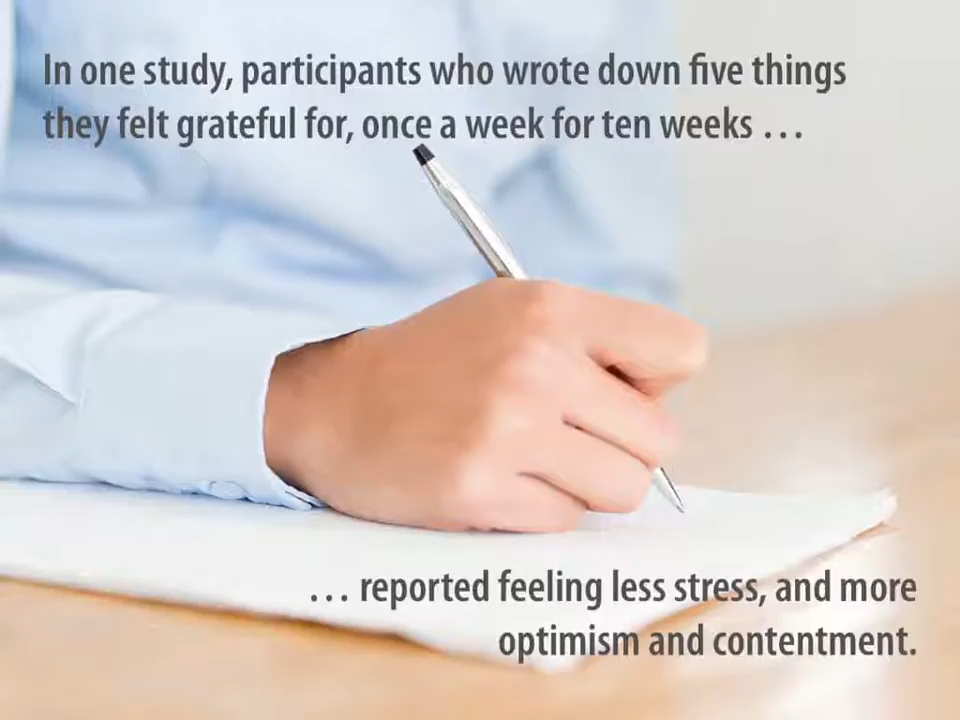 In one study, participants who wrote down five things
they felt grateful for, once a week for ten weeks …
… reported feeling less stress, and more
optimism and contentment.